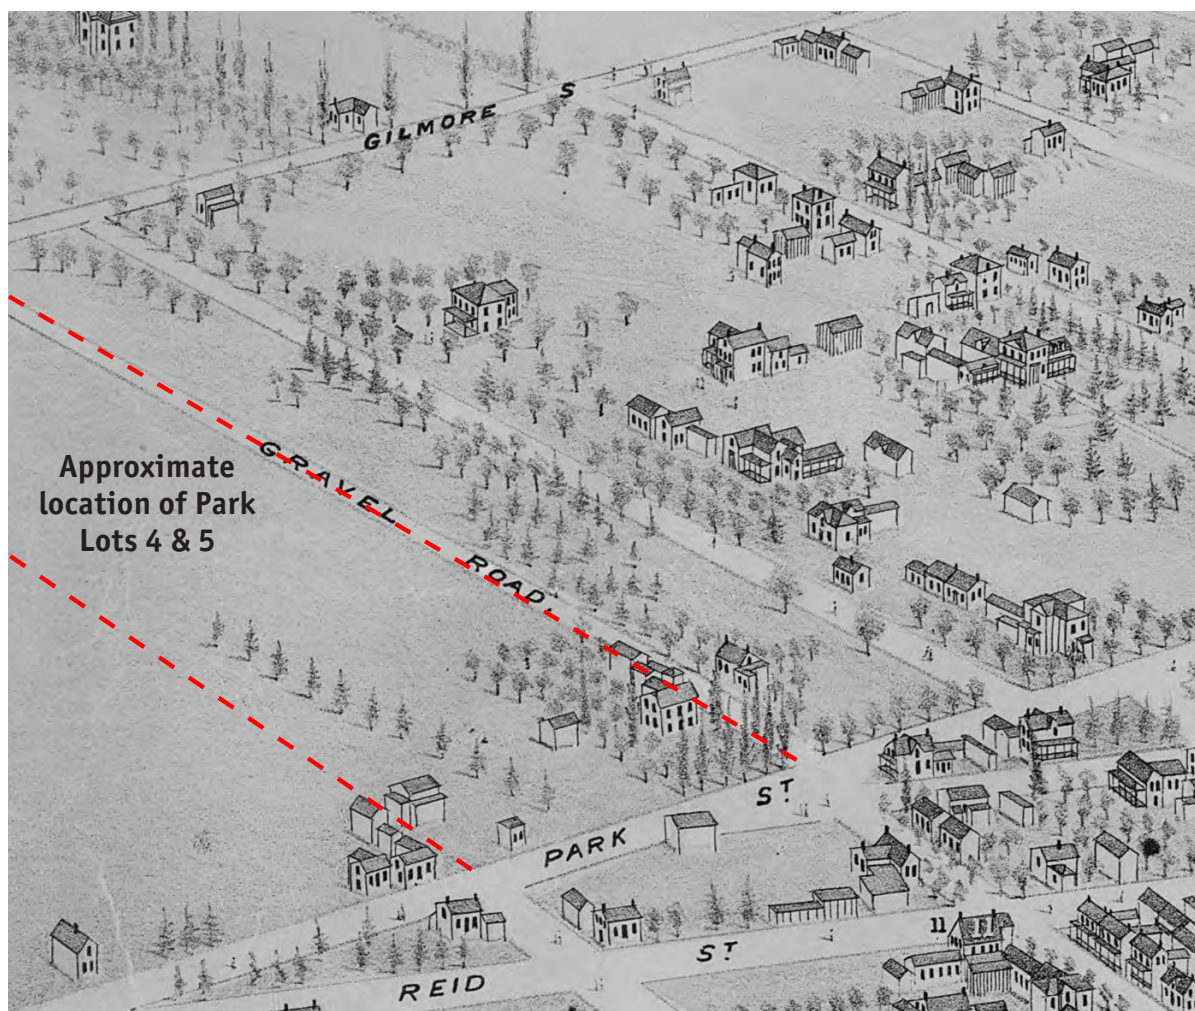 GILMORE S
GRAVEL ROAD.
Approximate
location of Park
Lots 4 & 5
PARK ST.
11
REID ST.